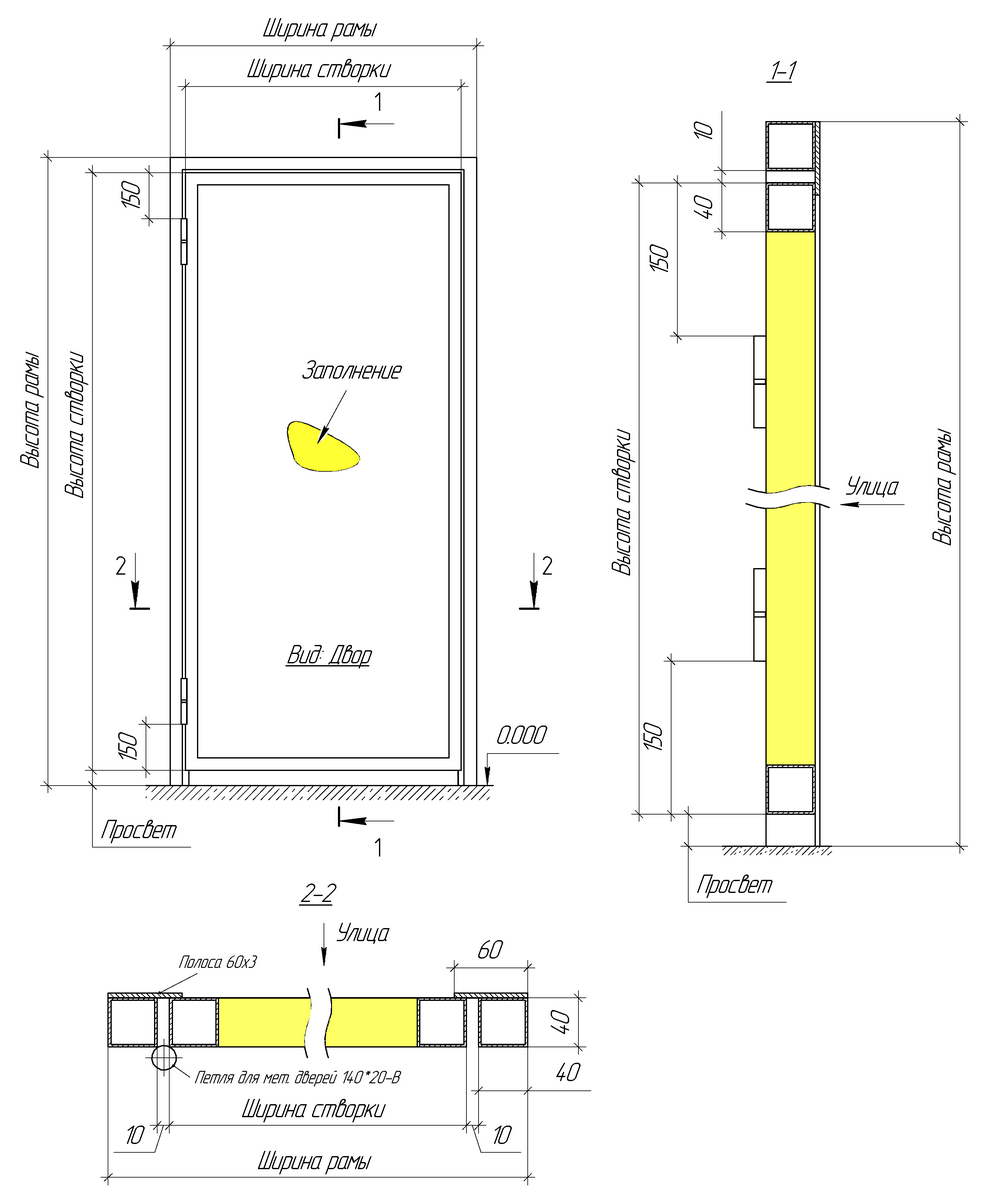 Ширина рамы
Ширина створки
1
150
Высота рамы
Высота створки
Заполнение
2
2
Вид: Двор
150
0.000
Просвет
1
1-1
10
40
150
Высота створки
Улица
Высота рамы
150
Просвет
2-2
Улица
Полоса 60х3
60
40
Петля для мет. дверей 140*20-В
40
Ширина створки
10
10
Ширина рамы